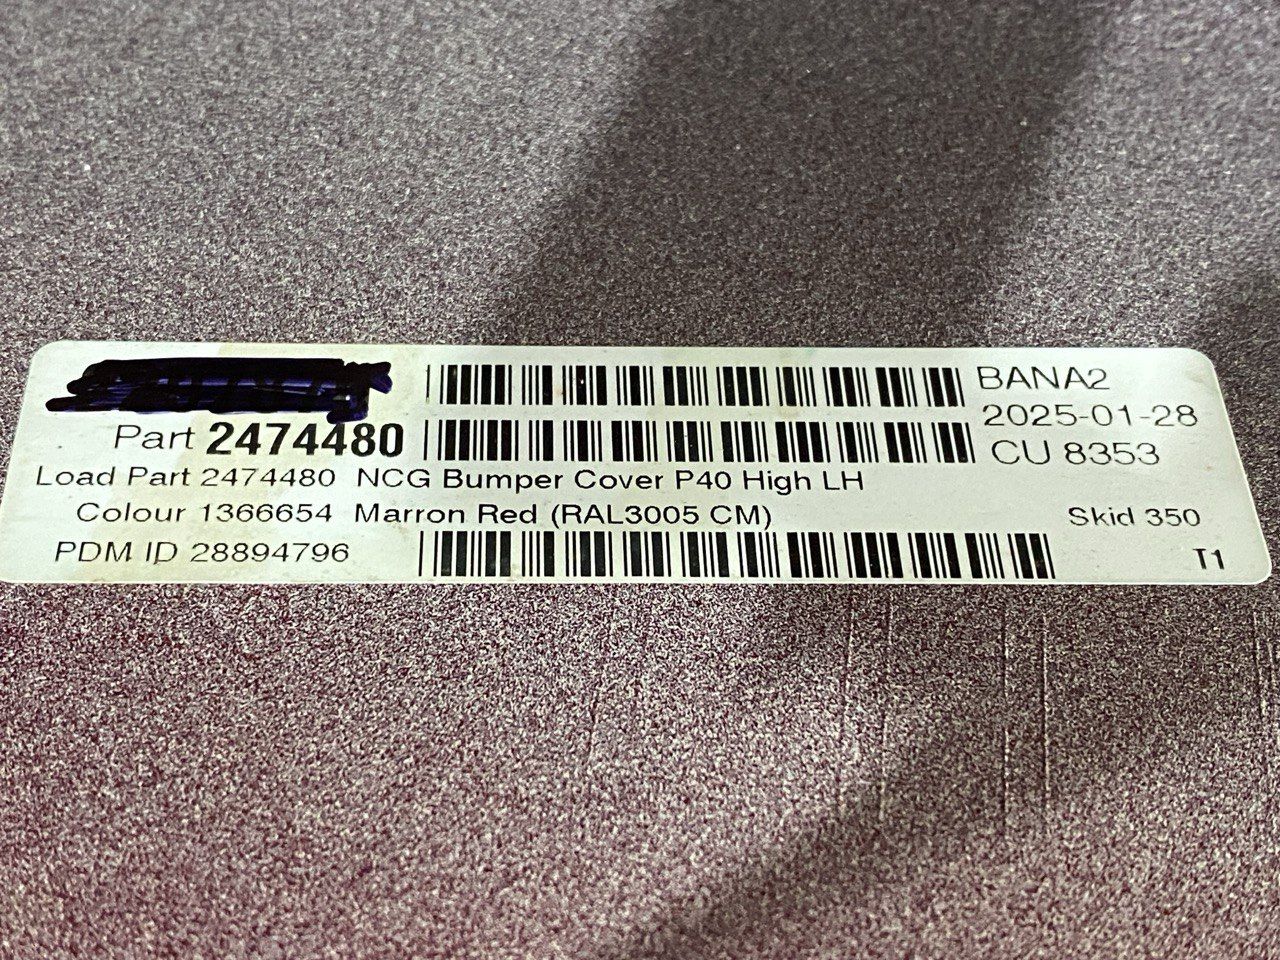 BANA2
2025-01-28
Part 2474480
CU 8353
Load Part 2474480 NCG Bumper Cover P40 High LH
Colour 1366654 Marron Red (RAL3005 CM)
Skid 350
PDM ID 28894796
T1